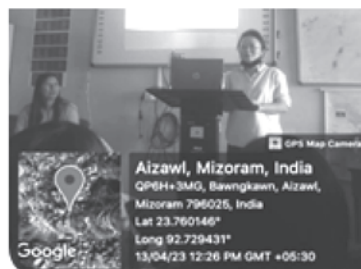 GPS Map Camera
Aizawl, Mizoram, India
QP6H+3MG, Bawngkawn, Aizawl,
Mizoram 796025, India
Lat 23.760146°
Long 92.729431°
13/04/23 12:26 PM GMT +05:30
Google